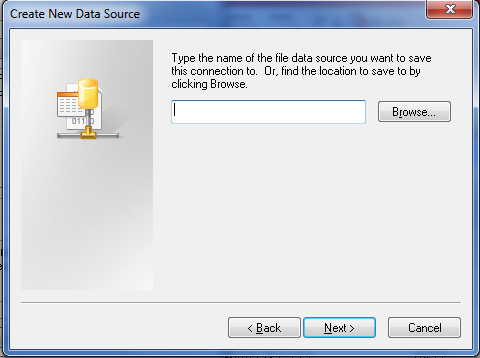 Create New Data Source
Type the name of the file data source you want to save
this connection to. Or, find the location to save to by
clicking Browse.
Browse...
< Back
Next >
Cancel